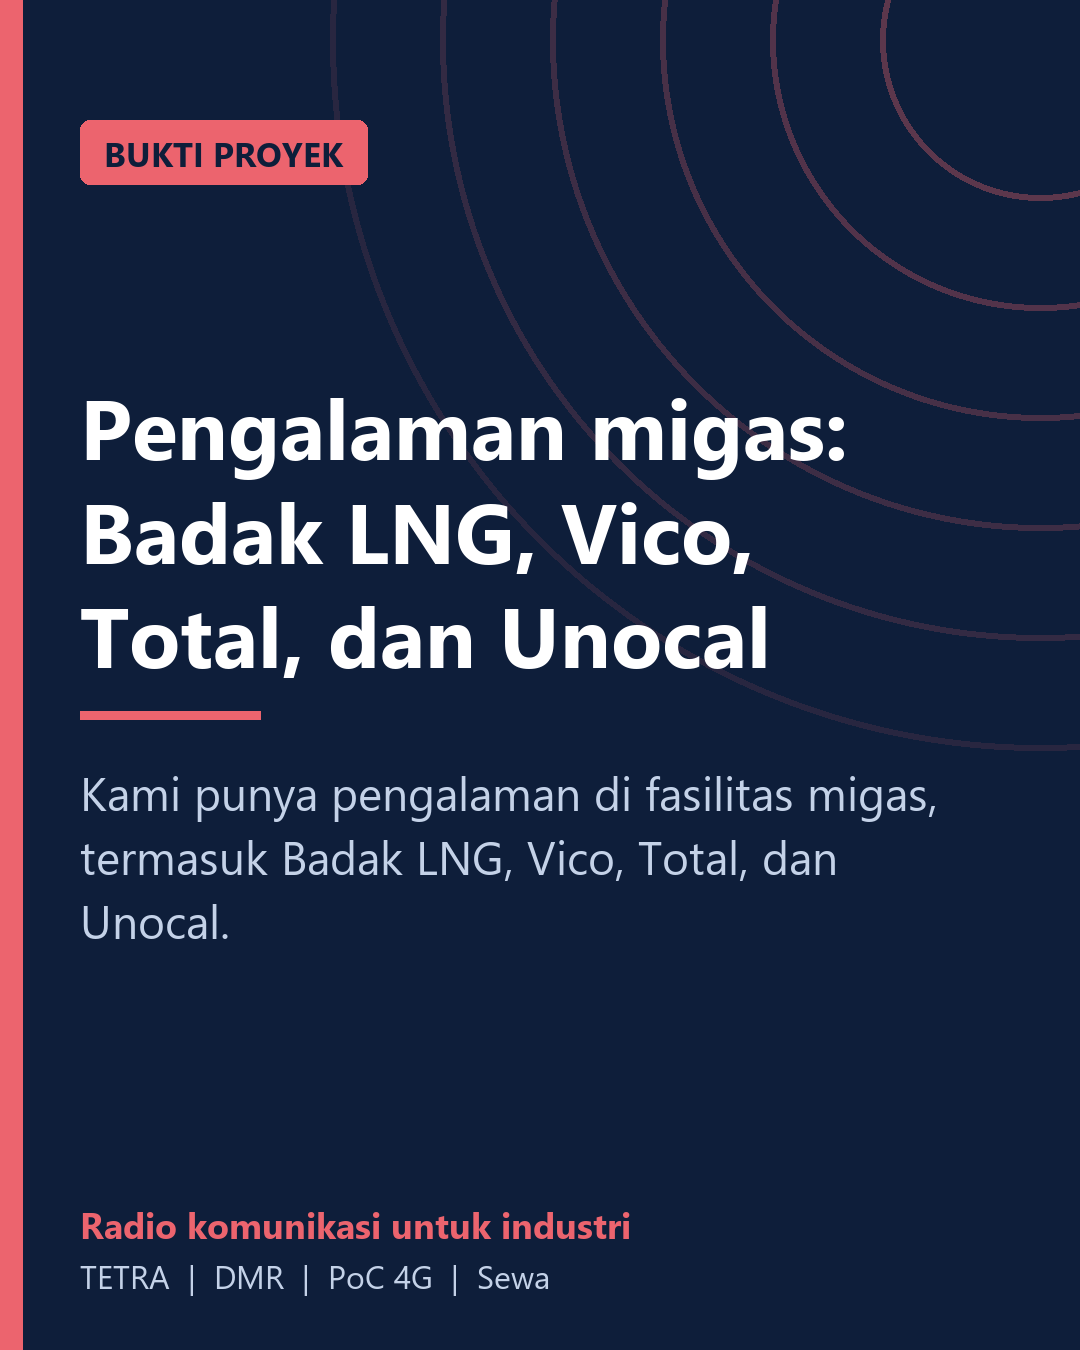 BUKTI PROYEK
Pengalaman migas:
Badak LNG, Vico,
Total, dan Unocal
Kami punya pengalaman di fasilitas migas,
termasuk Badak LNG, Vico, Total, dan
Unocal.
Radio komunikasi untuk industri
TETRA | DMR | PoC 4G | Sewa